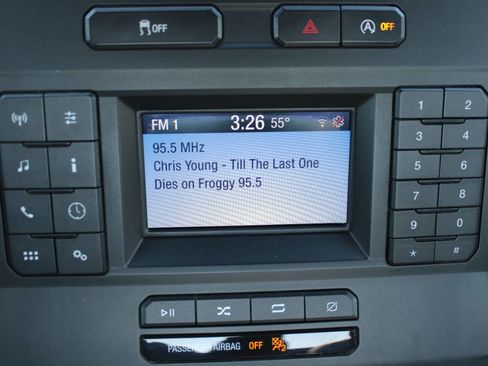 OFF
A OFF
FM 1 3:26 55°
95.5 MHz
Chris Young - Till The Last One
Dies on Froggy 95.5
i
1 2
3 4
5 6
7 8
9 0
* #
PASSENGER AIRBAG OFF 2